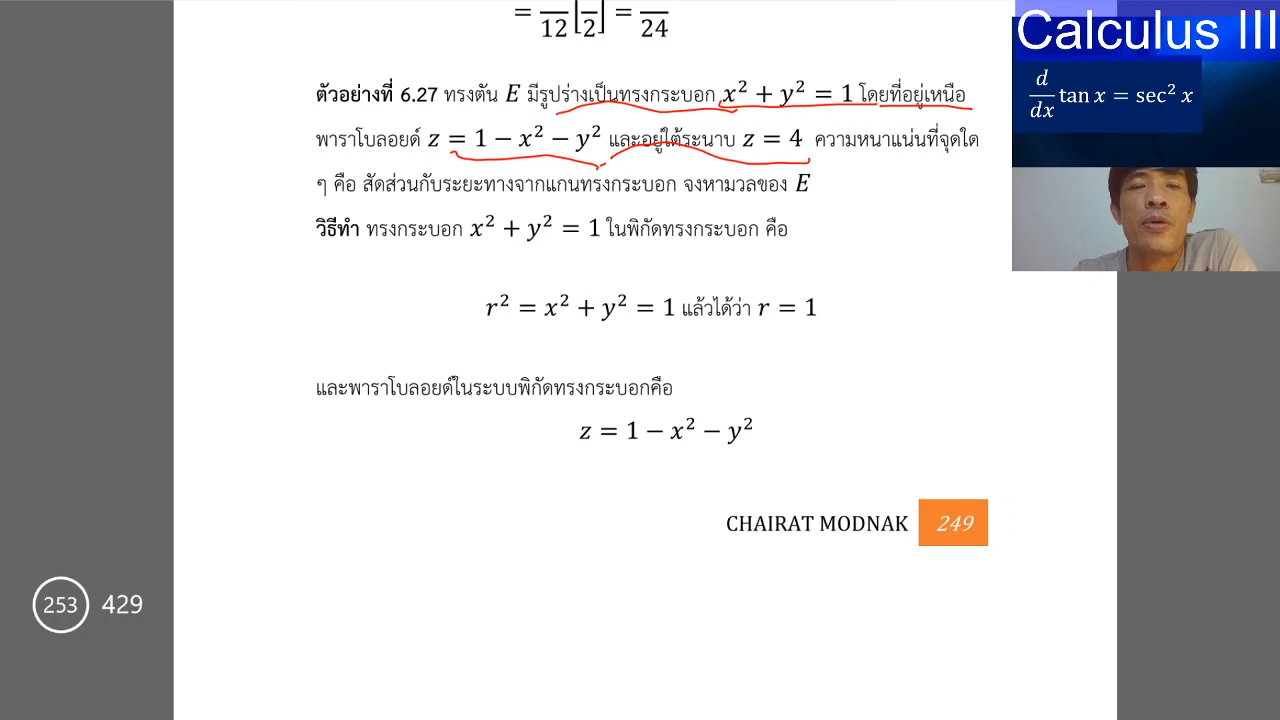 = 12 [2] = 24
Calculus III
d/dx tan x = sec² x
ตัวอย่างที่ 6.27 ทรงตัน E มีรูปร่างเป็นทรงกระบอก x² + y² = 1 โดยที่อยู่เหนือ
พาราโบลอยด์ z = 1 − x² − y² และอยู่ใต้ระนาบ z = 4 ความหนาแน่นที่จุดใด
ๆ คือ สัดส่วนกับระยะทางจากแกนทรงกระบอก จงหามวลของ E
วิธีทำ ทรงกระบอก x² + y² = 1 ในพิกัดทรงกระบอก คือ
r² = x² + y² = 1 แล้วได้ว่า r = 1
และพาราโบลอยด์ในระบบพิกัดทรงกระบอกคือ
z = 1 − x² − y²
CHAIRAT MODNAK 249
253 429